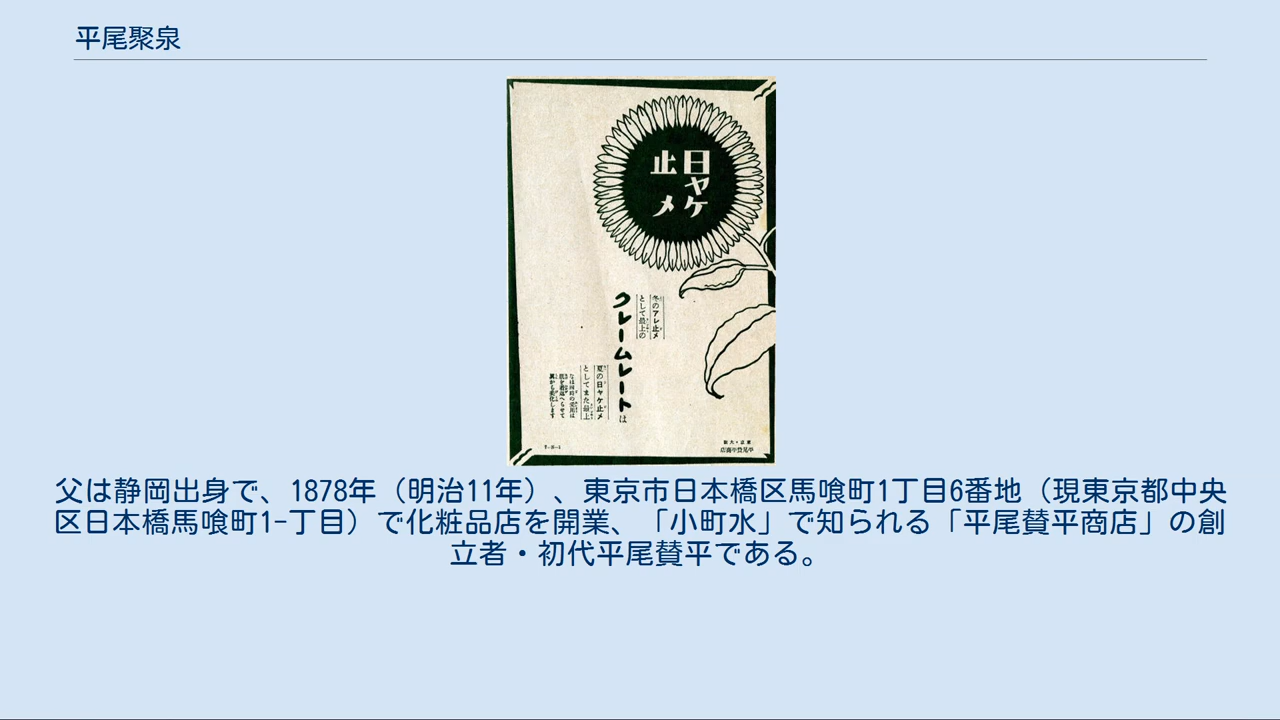 平尾聚泉
日ヤケ
止メ
冬のアレ止メ
として最上の
クレームレートは
夏の日ヤケ止メ
としてまた最上
父は静岡出身で、1878年（明治11年）、東京市日本橋区馬喰町1丁目6番地（現東京都中央
区日本橋馬喰町1-丁目）で化粧品店を開業、「小町水」で知られる「平尾賛平商店」の創
立者・初代平尾賛平である。